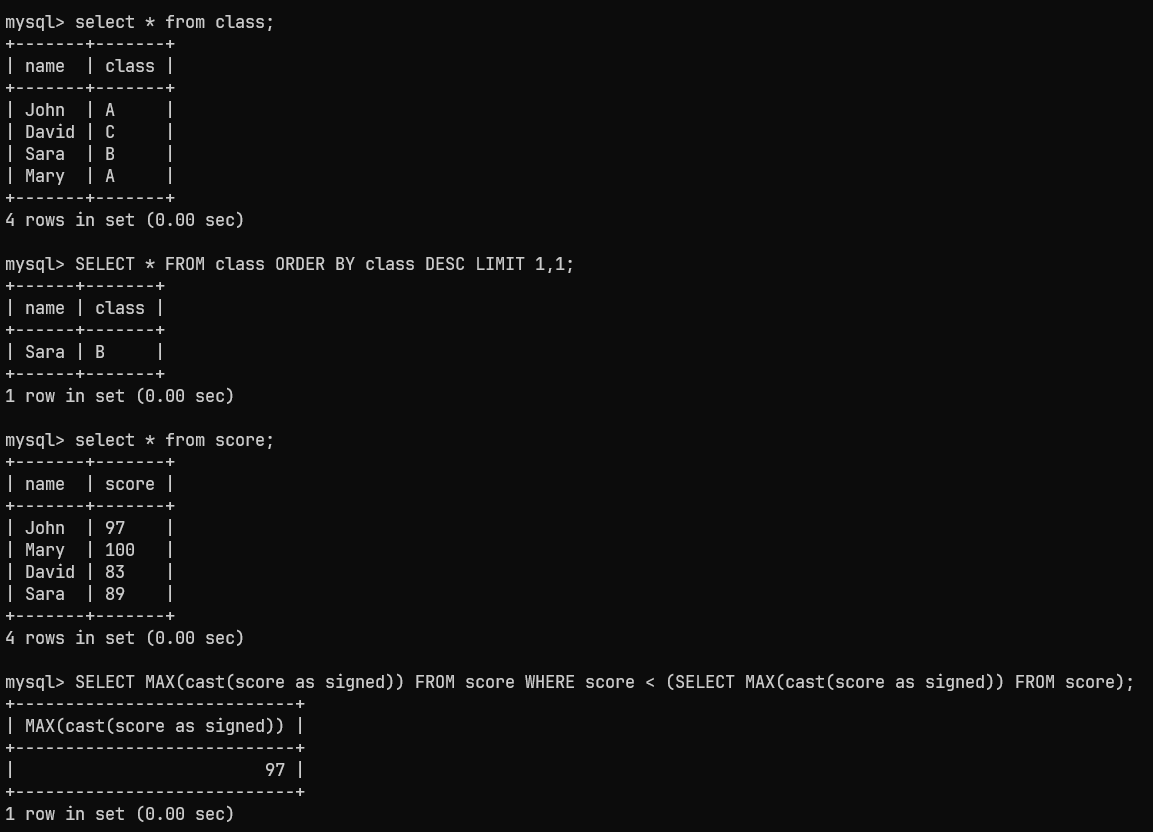 mysql> select * from class;
+-------+-------+
| name  | class |
+-------+-------+
| John  | A     |
| David | C     |
| Sara  | B     |
| Mary  | A     |
+-------+-------+
4 rows in set (0.00 sec)

mysql> SELECT * FROM class ORDER BY class DESC LIMIT 1,1;
+------+-------+
| name | class |
+------+-------+
| Sara | B     |
+------+-------+
1 row in set (0.00 sec)

mysql> select * from score;
+-------+-------+
| name  | score |
+-------+-------+
| John  | 97    |
| Mary  | 100   |
| David | 83    |
| Sara  | 89    |
+-------+-------+
4 rows in set (0.00 sec)

mysql> SELECT MAX(cast(score as signed)) FROM score WHERE score < (SELECT MAX(cast(score as signed)) FROM score);
+----------------------------+
| MAX(cast(score as signed)) |
+----------------------------+
|                         97 |
+----------------------------+
1 row in set (0.00 sec)